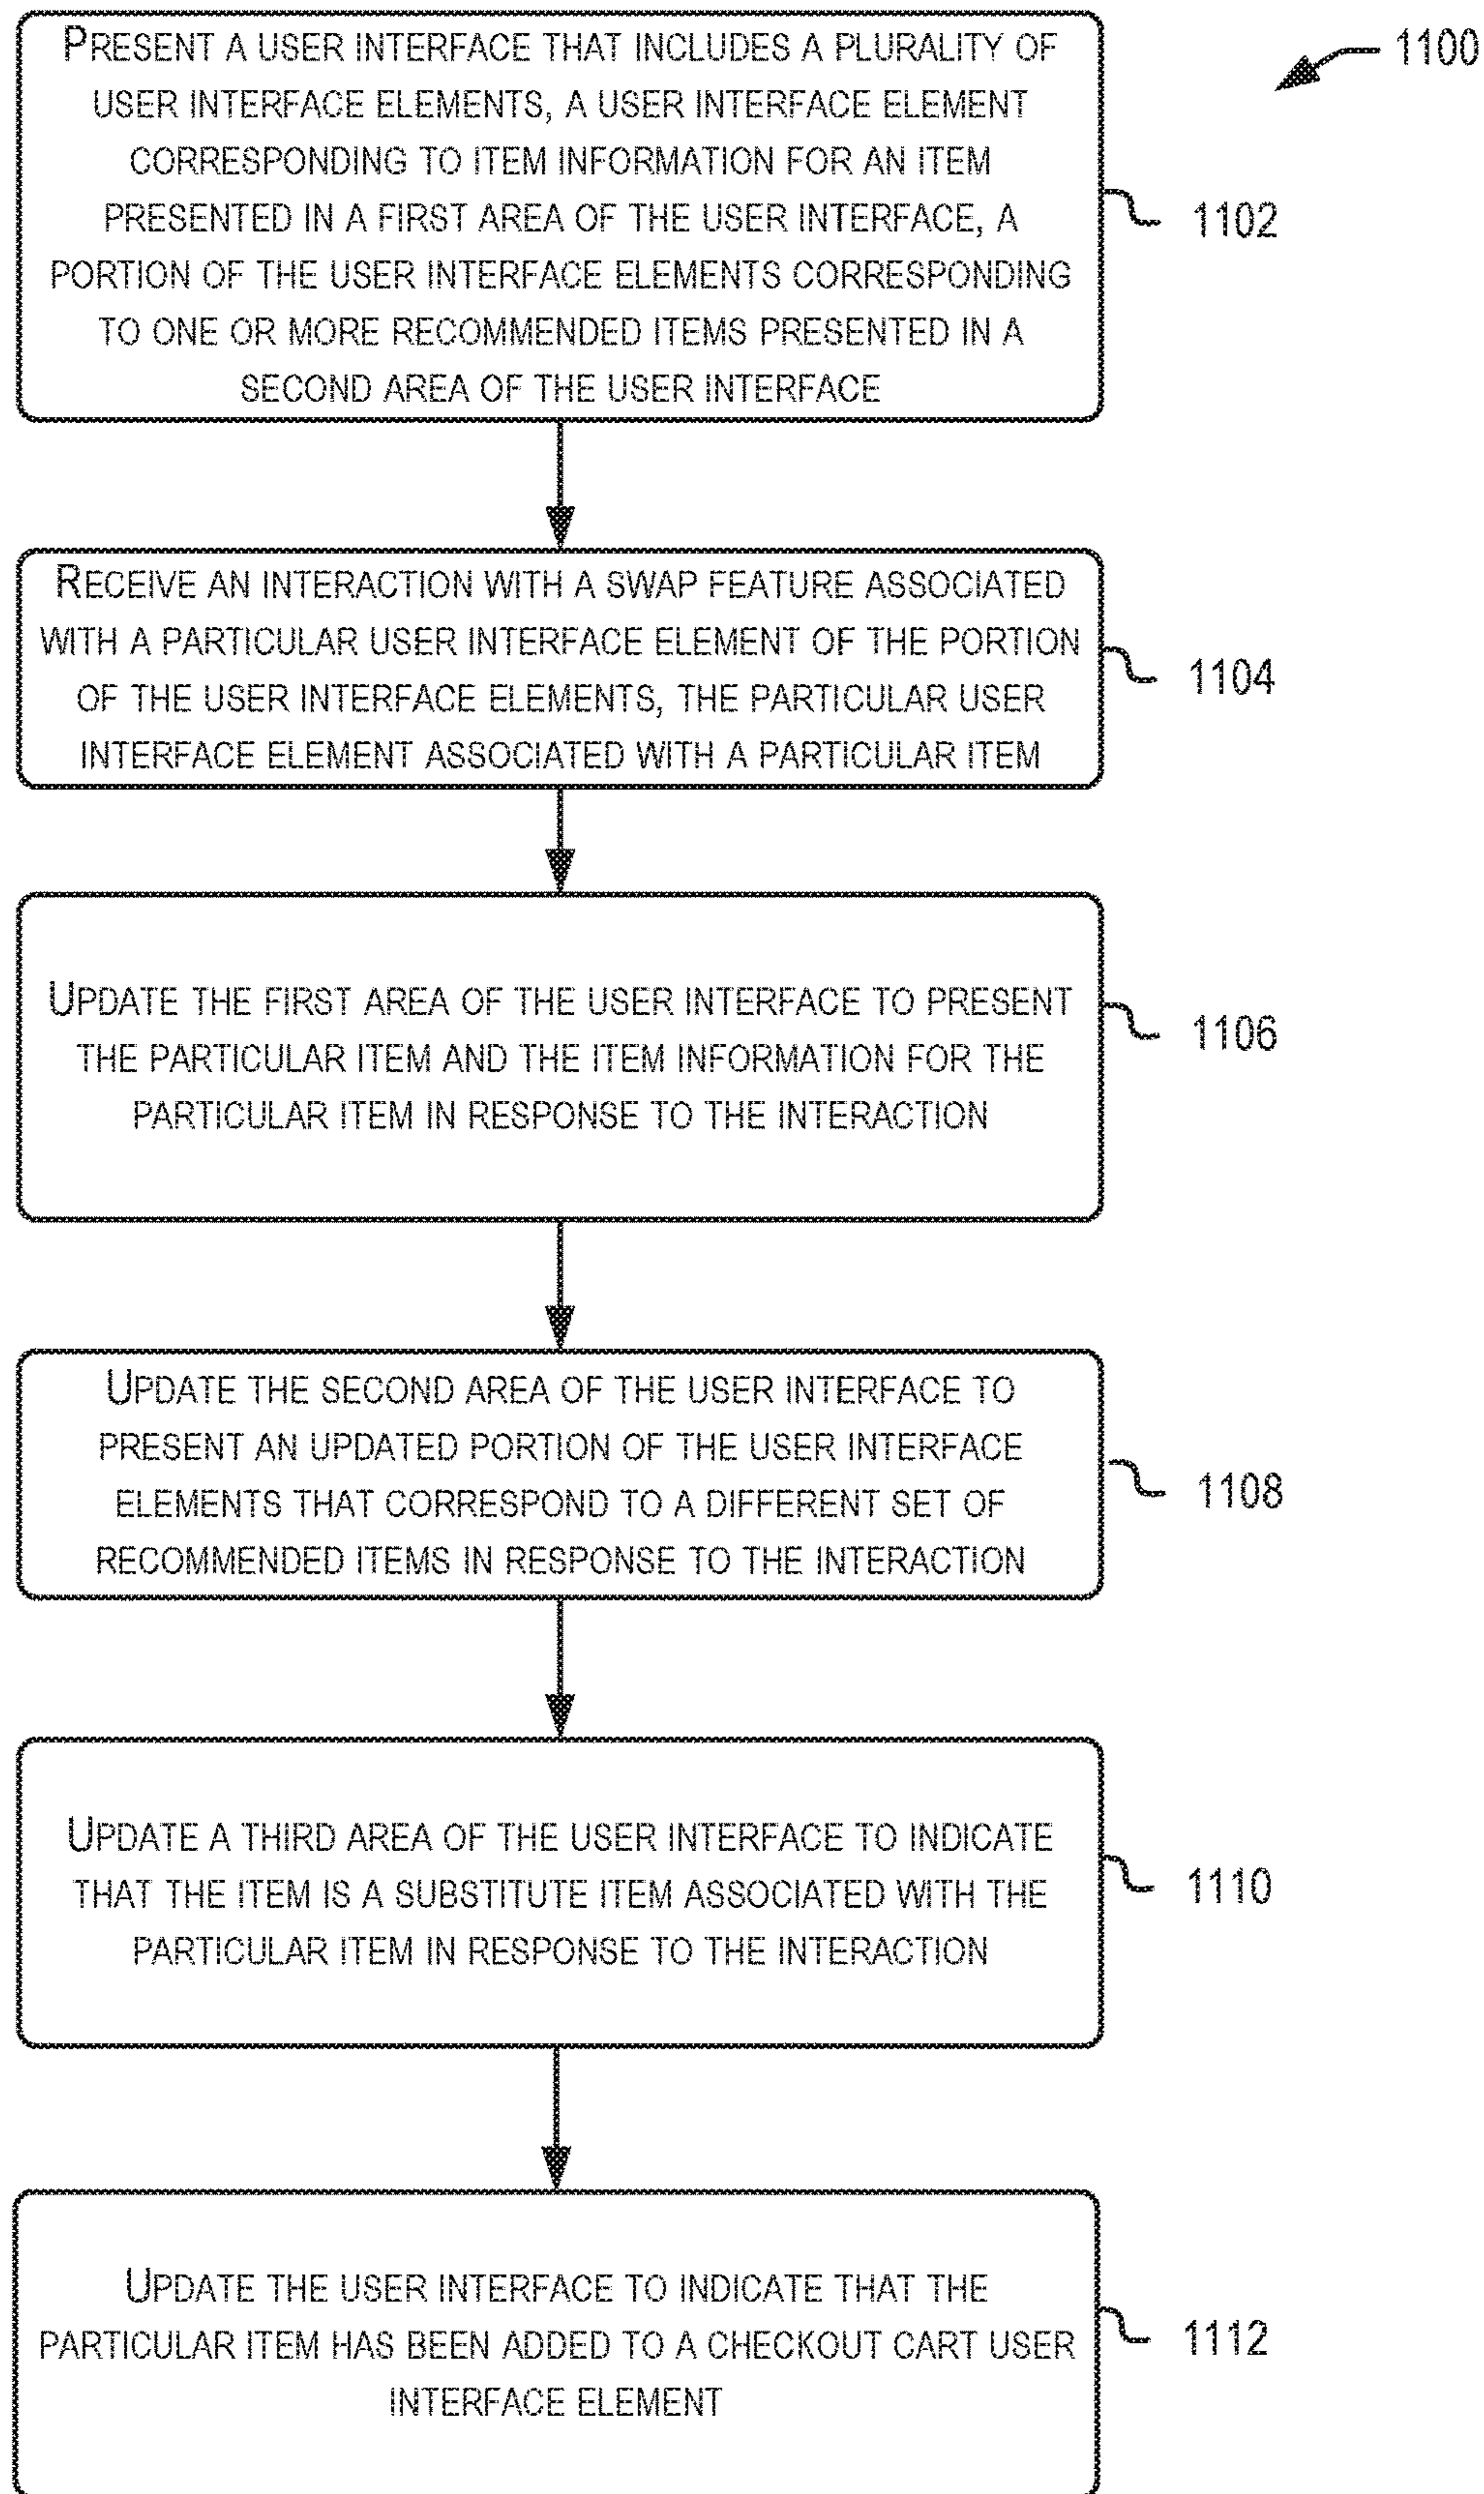 PRESENT A USER INTERFACE THAT INCLUDES A PLURALITY OF
1100
USER INTERFACE ELEMENTS, A USER INTERFACE ELEMENT
CORRESPONDING TO ITEM INFORMATION FOR AN ITEM
PRESENTED IN A FIRST AREA OF THE USER INTERFACE, A
1102
PORTION OF THE USER INTERFACE ELEMENTS CORRESPONDING
TO ONE OR MORE RECOMMENDED ITEMS PRESENTED IN A
SECOND AREA OF THE USER INTERFACE
RECEIVE AN INTERACTION WITH A SWAP FEATURE ASSOCIATED
WITH A PARTICULAR USER INTERFACE ELEMENT OF THE PORTION
1104
OF THE USER INTERFACE ELEMENTS, THE PARTICULAR USER
INTERFACE ELEMENT ASSOCIATED WITH A PARTICULAR ITEM
UPDATE THE FIRST AREA OF THE USER INTERFACE TO PRESENT
1106
THE PARTICULAR ITEM AND THE ITEM INFORMATION FOR THE
PARTICULAR ITEM IN RESPONSE TO THE INTERACTION
UPDATE THE SECOND AREA OF THE USER INTERFACE TO
PRESENT AN UPDATED PORTION OF THE USER INTERFACE
1108
ELEMENTS THAT CORRESPOND TO A DIFFERENT SET OF
RECOMMENDED ITEMS IN RESPONSE TO THE INTERACTION
UPDATE A THIRD AREA OF THE USER INTERFACE TO INDICATE
THAT THE ITEM IS A SUBSTITUTE ITEM ASSOCIATED WITH THE
1110
PARTICULAR ITEM IN RESPONSE TO THE INTERACTION
UPDATE THE USER INTERFACE TO INDICATE THAT THE
PARTICULAR ITEM HAS BEEN ADDED TO A CHECKOUT CART USER
1112
INTERFACE ELEMENT